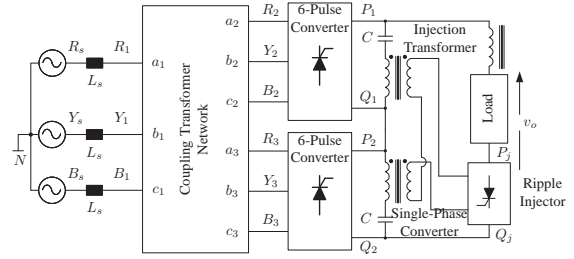 R_s R_1 a_1
L_s
Y_s Y_1 b_1
L_s
N
B_s B_1 c_1
L_s
Coupling Transformer
Network
a_2 R_2
b_2 Y_2
c_2 B_2
a_3 R_3
b_3 Y_3
c_3 B_3
6-Pulse
Converter
P_1
C
Q_1
Injection
Transformer
6-Pulse
Converter
P_2
C
Q_2
Single-Phase
Converter
Load
v_o
P_j
Ripple
Injector
Q_j